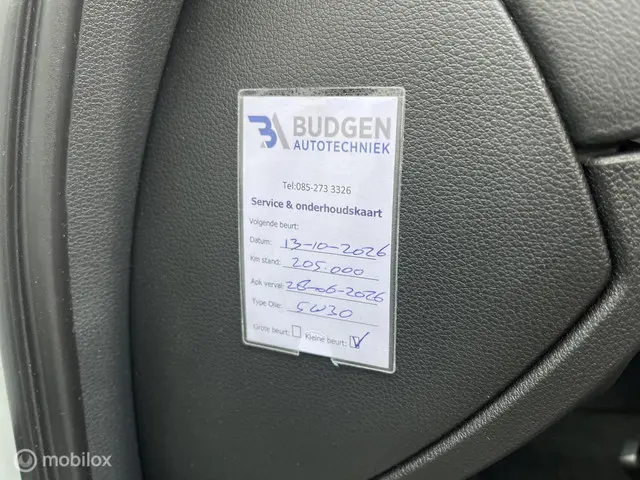 BA BUDGEN
AUTOTECHNIEK
Tel:085-273 3326
Service & onderhoudskaart
Volgende beurt:
Datum: 13-10-2026
Km stand: 205.000
Apk verval: 28-06-2026
Type Olie: 5W30
Grote beurt: Kleine beurt:
mobilox